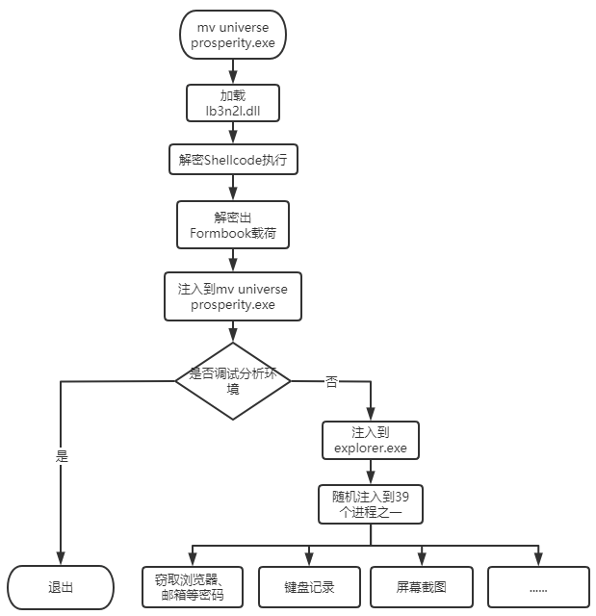 mv universe
prosperity.exe
加载
lb3n2l.dll
解密Shellcode执行
解密出
Formbook载荷
注入到mv universe
prosperity.exe
是否调试分析环
境
否
是
注入到
explorer.exe
随机注入到39
个进程之一
退出
窃取浏览器、
邮箱等密码
键盘记录
屏幕截图
......